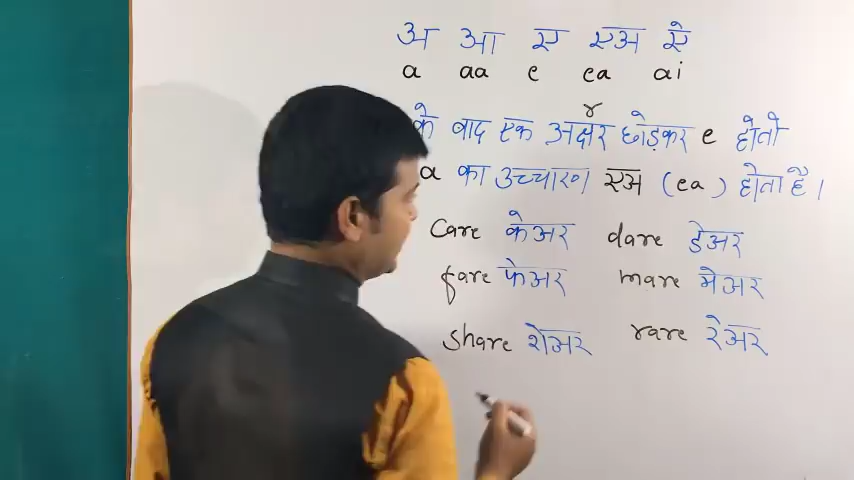 अ आ ए एअ ऐ
a aa e ea ai
r
के बाद एक अक्षर छोड़कर e होतो
a का उच्चारण एअ (ea) होता है।
Care केअर dare डेअर
fare फेअर mare मेअर
share शेअर rare रेअर